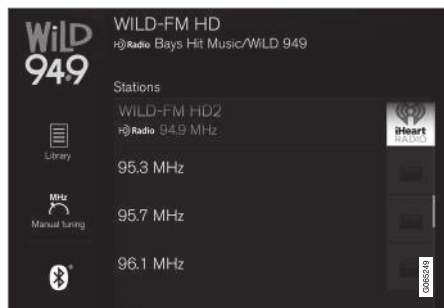 WiLD
94.9
WILD-FM HD
HD Radio Bays Hit Music/WiLD 949
Stations
WILD-FM HD2
HD Radio 94.9 MHz
iHeart
RADIO
Library
95.3 MHz
MHz
Manual tuning
95.7 MHz
96.1 MHz
G065249